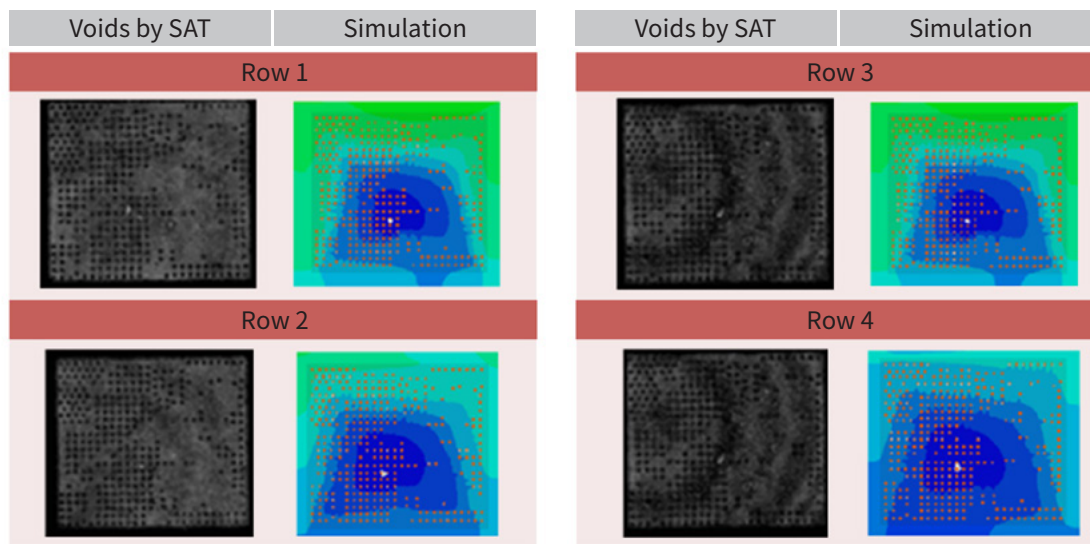 Voids by SAT Simulation
Row 1
Row 2
Voids by SAT Simulation
Row 3
Row 4